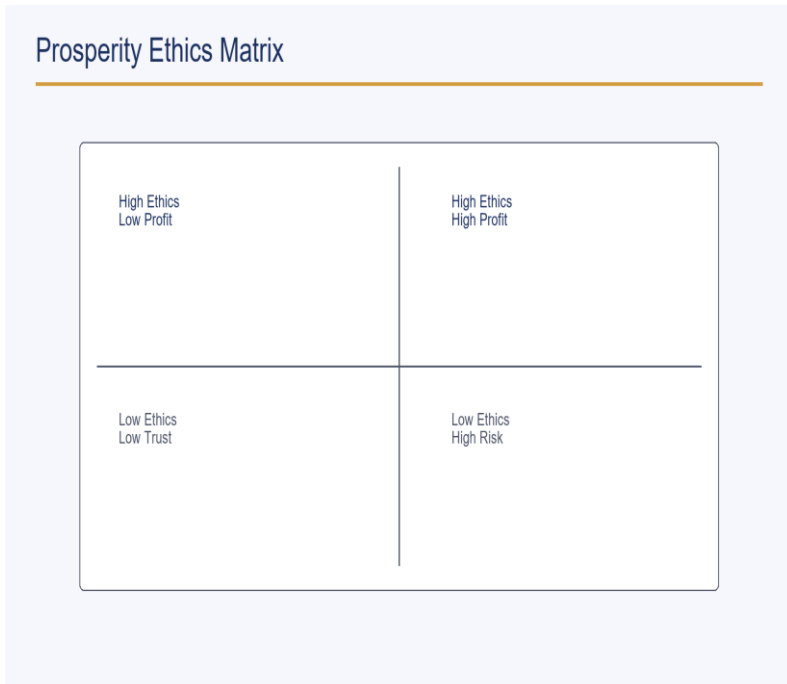 Prosperity Ethics Matrix
High Ethics
Low Profit
High Ethics
High Profit
Low Ethics
Low Trust
Low Ethics
High Risk